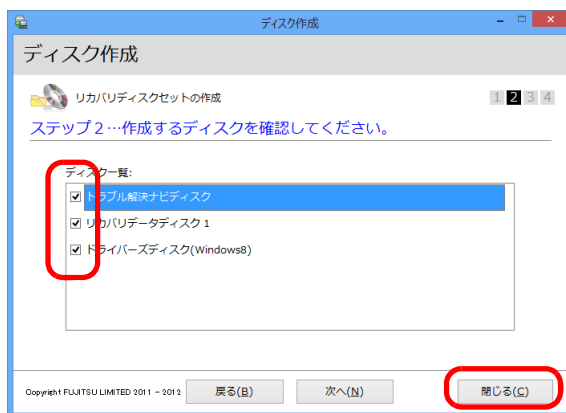 ディスク作成
ディスク作成
リカバリディスクセットの作成
1 2 3 4
ステップ2…作成するディスクを確認してください。
ディスク一覧:
トラブル解決ナビディスク
リカバリデータディスク 1
ドライバーズディスク(Windows8)
Copyright FUJITSU LIMITED 2011 - 2012 戻る(B) 次へ(N) 閉じる(C)